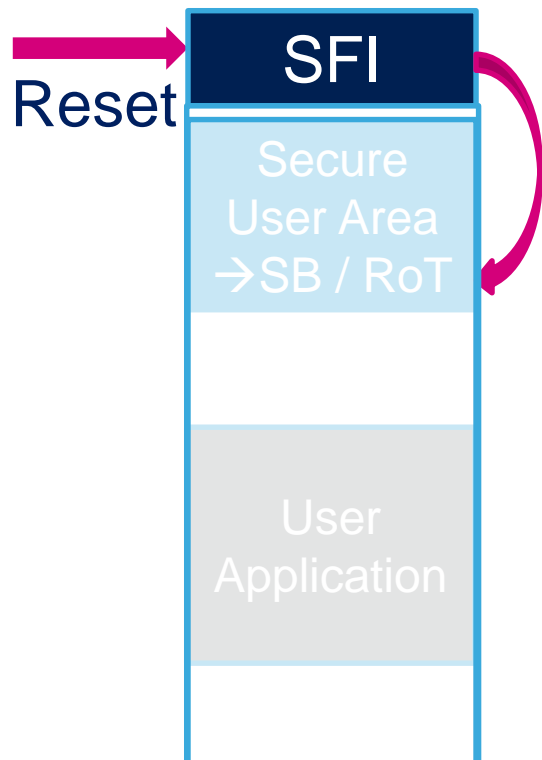 SFI
Reset
Secure
User Area
→SB / RoT
User
Application